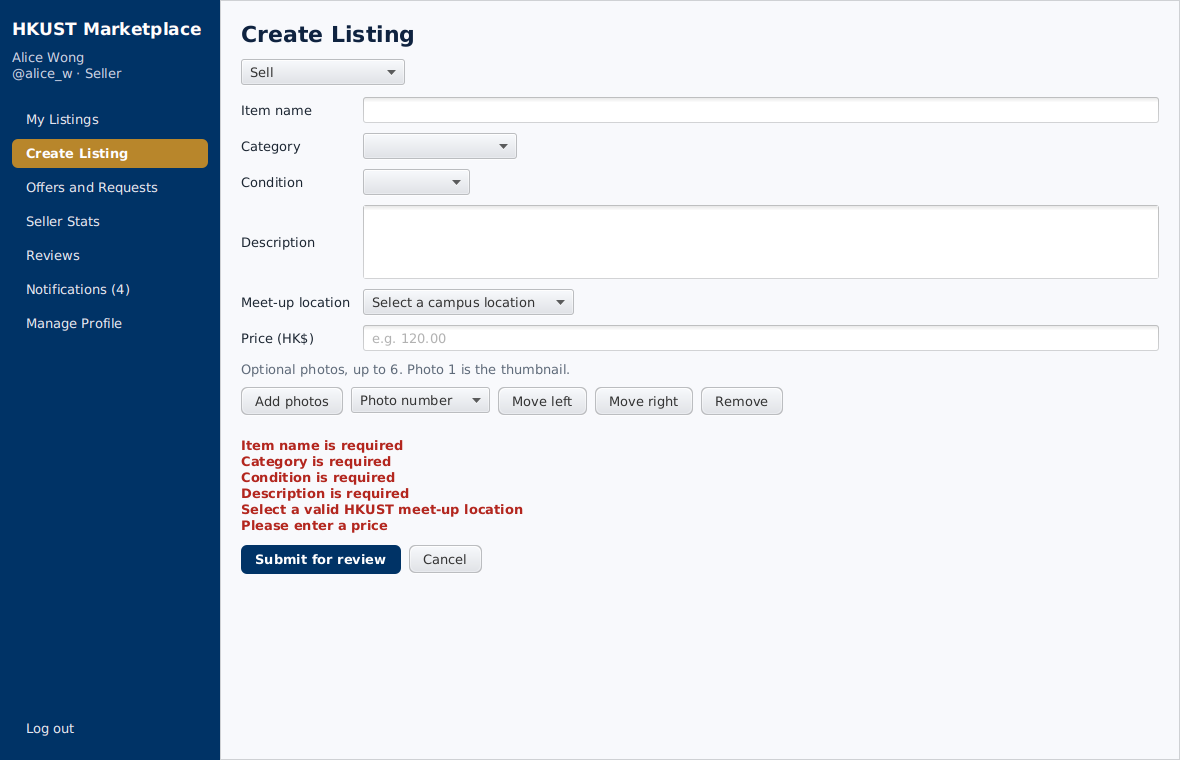 HKUST Marketplace
Alice Wong
@alice_w · Seller
My Listings
Create Listing
Offers and Requests
Seller Stats
Reviews
Notifications (4)
Manage Profile
Log out
Create Listing
Sell
Item name
Category
Condition
Description
Meet-up location Select a campus location
Price (HK$) e.g. 120.00
Optional photos, up to 6. Photo 1 is the thumbnail.
Add photos Photo number Move left Move right Remove
Item name is required
Category is required
Condition is required
Description is required
Select a valid HKUST meet-up location
Please enter a price
Submit for review Cancel